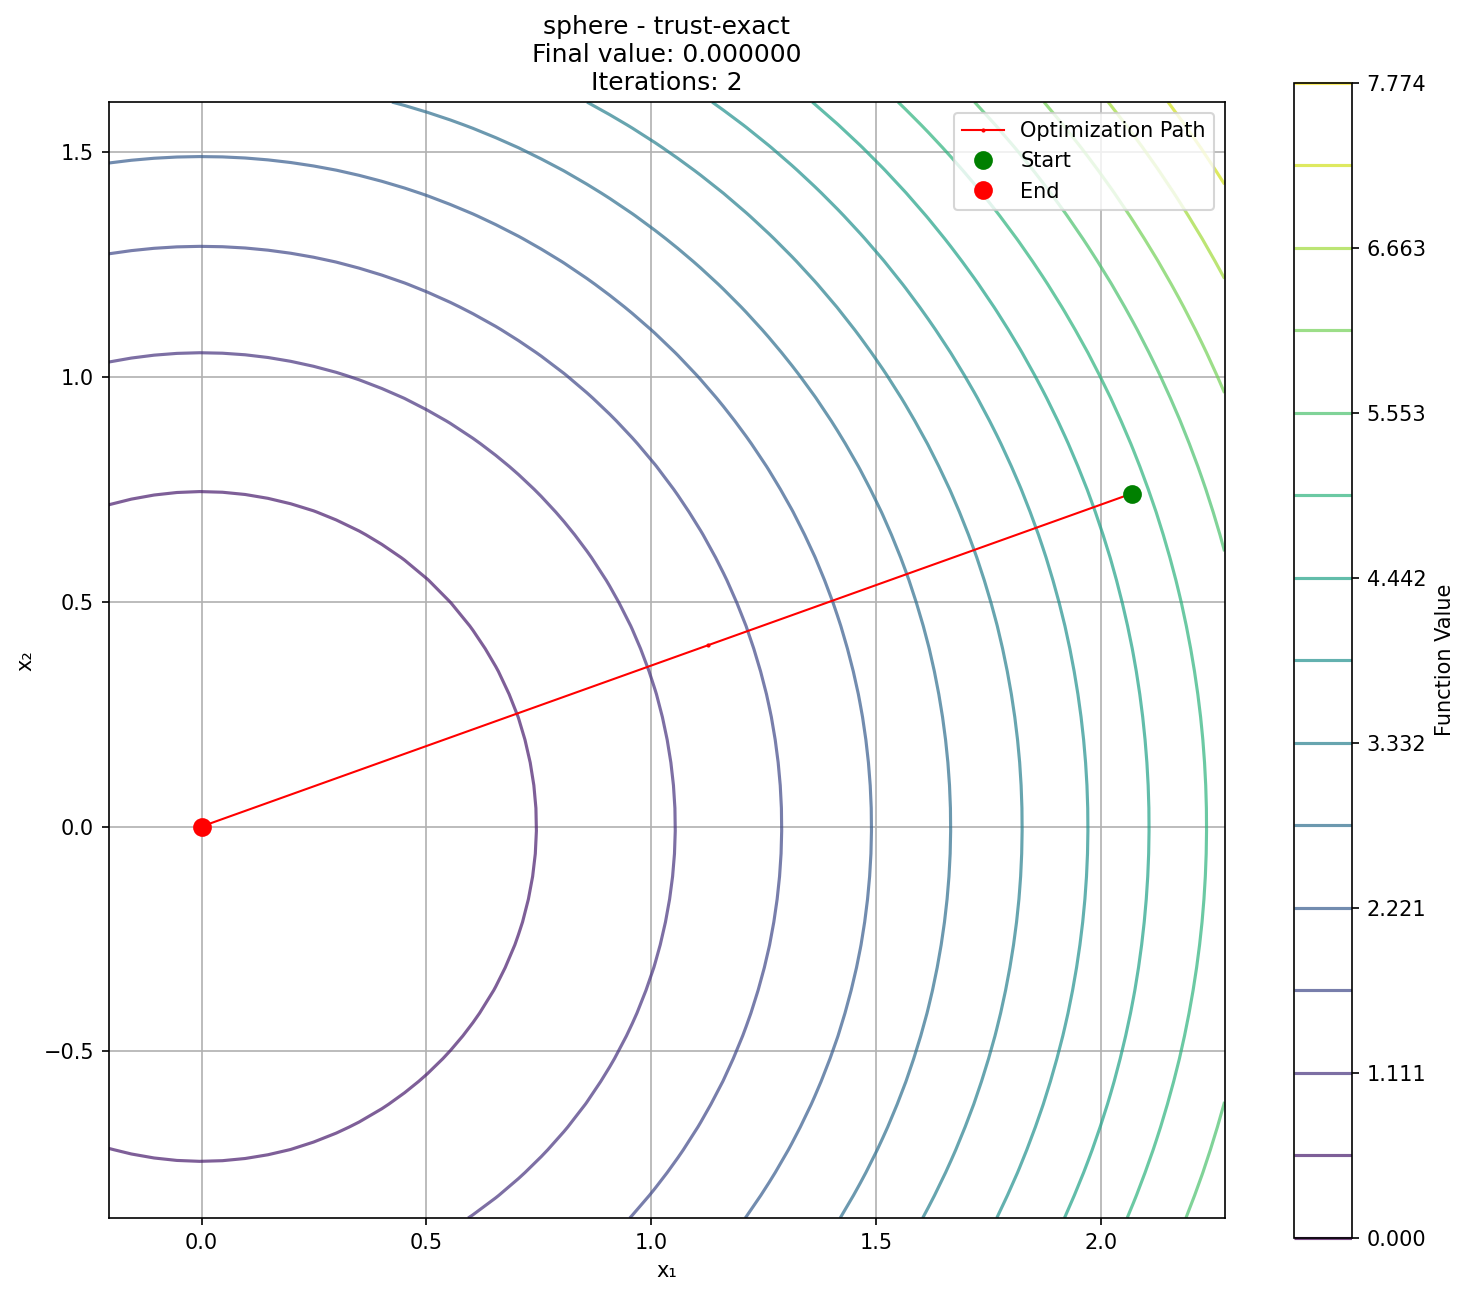 sphere - trust-exact
Final value: 0.000000
Iterations: 2
Optimization Path
Start
End
1.5
1.0
0.5
0.0
−0.5
x₂
0.0
0.5
1.0
1.5
2.0
x₁
7.774
6.663
5.553
4.442
3.332
2.221
1.111
0.000
Function Value